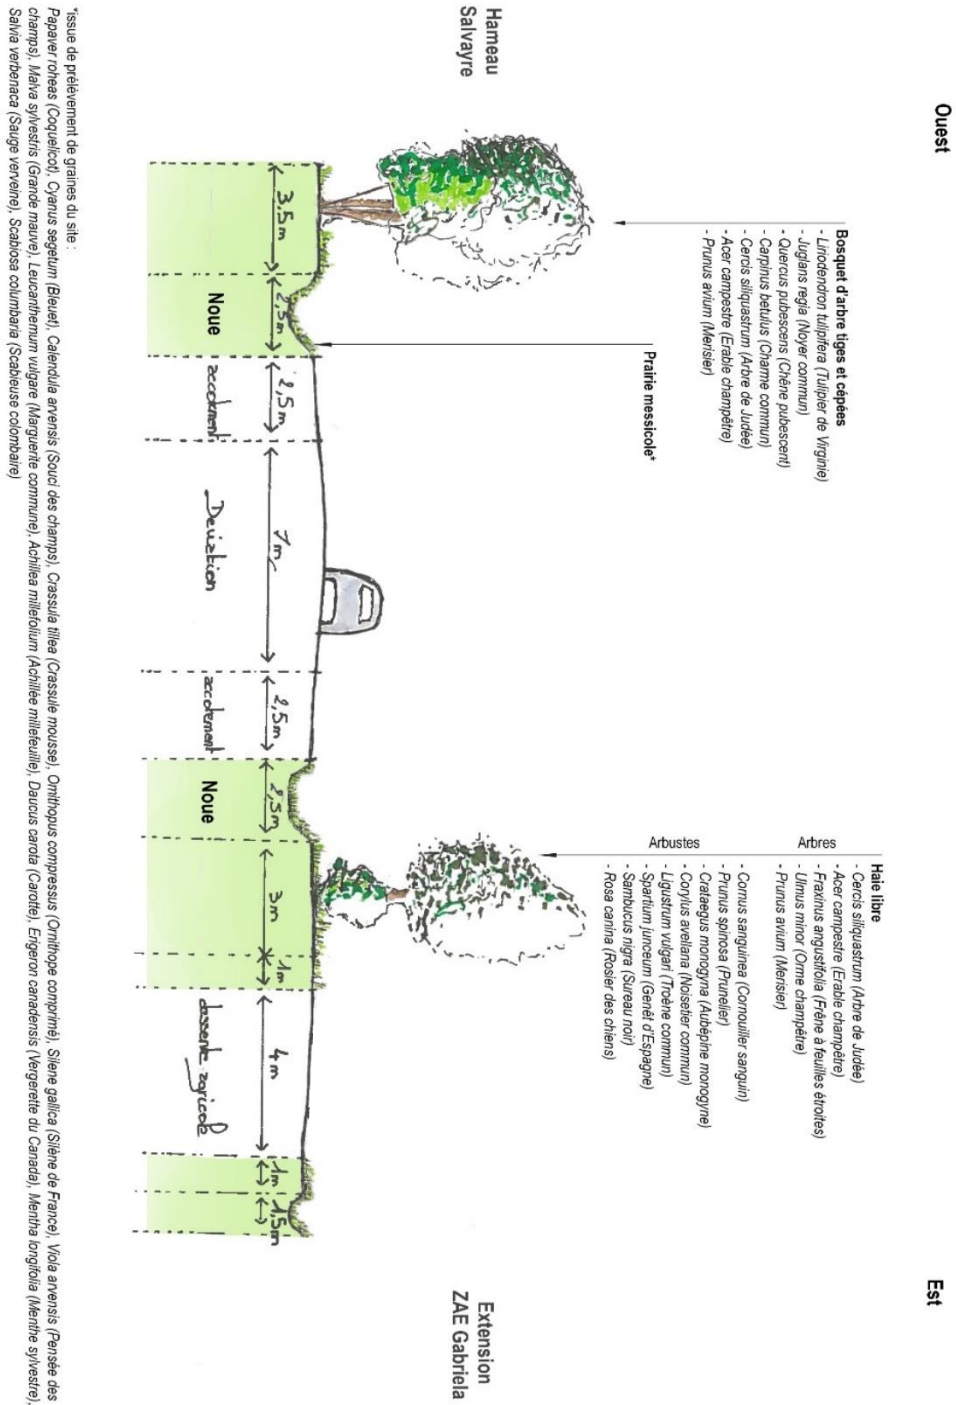 Ouest
Est
Hameau
Salvayre
Bosquet d'arbre tiges et cépées
- Liriodendron tulipifera (Tulipier de Virginie)
- Juglans regia (Noyer commun)
- Quercus pubescens (Chêne pubescent)
- Carpinus betulus (Charme commun)
- Cercis siliquastrum (Arbre de Judée)
- Acer campestre (Erable champêtre)
- Prunus avium (Merisier)
Prairie messicole*
Haie libre
Arbres
- Cercis siliquastrum (Arbre de Judée)
- Acer campestre (Erable champêtre)
- Fraxinus angustifolia (Frêne à feuilles étroites)
- Ulmus minor (Orme champêtre)
- Prunus avium (Merisier)
Arbustes
- Cornus sanguinea (Cornouiller sanguin)
- Prunus spinosa (Prunelier)
- Crataegus monogyna (Aubépine monogyne)
- Corylus avellana (Noisetier commun)
- Ligustrum vulgari (Troène commun)
- Spartium junceum (Genêt d'Espagne)
- Sambucus nigra (Sureau noir)
- Rosa canina (Rosier des chiens)
Extension
ZAE Gabriela
3,5m
2,5m
2,5m
7m
2,5m
2,5m
3m
1m
4m
1m
1,5m
Noue
accotement
Deviation
accotement
Noue
desserte agricole
*issue de prélèvement de graines du site :
Papaver roheas (Coquelicot), Cyanus segetum (Bleuet), Calendula arvensis (Souci des champs), Crassula tillea (Crassule mousse), Ornithopus compressus (Ornithope comprimé), Silene gallica (Silène de France), Viola arvensis (Pensée des
champs), Malva sylvestris (Grande mauve), Leucanthemum vulgare (Marguerite commune), Achillea millefolium (Achillée millefeuille), Daucus carota (Carotte), Erigeron canadensis (Vergerette du Canada), Mentha longifolia (Menthe sylvestre),
Salvia verbenaca (Sauge verveine), Scabiosa columbaria (Scabieuse colombaire)